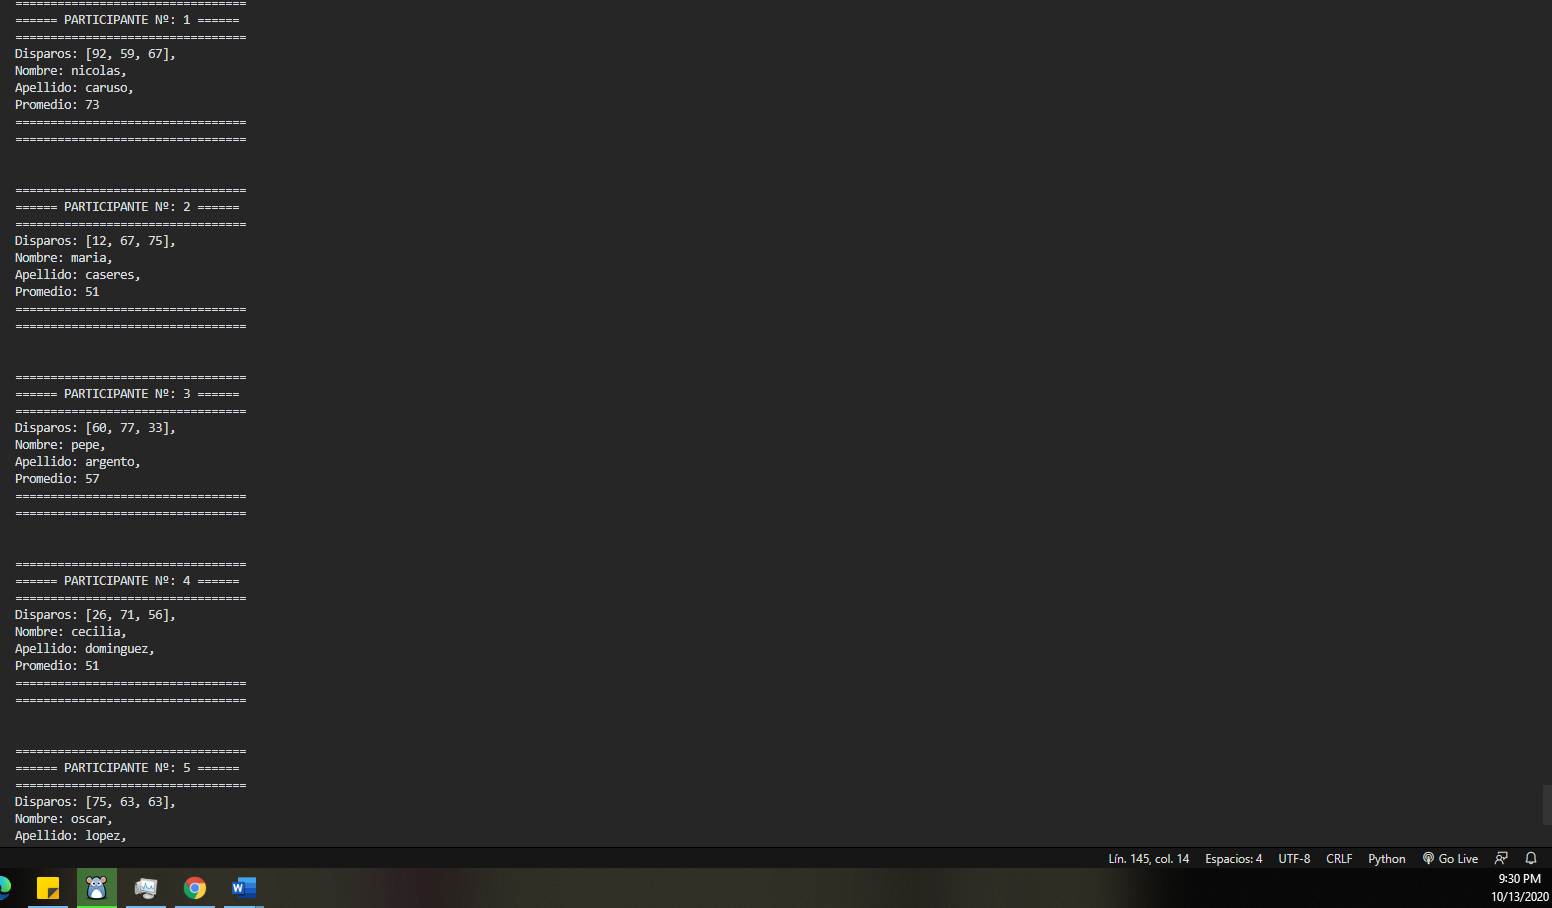 =================================
====== PARTICIPANTE Nº: 1 ======
=================================
Disparos: [92, 59, 67],
Nombre: nicolas,
Apellido: caruso,
Promedio: 73
=================================
=================================
=================================
====== PARTICIPANTE Nº: 2 ======
=================================
Disparos: [12, 67, 75],
Nombre: maria,
Apellido: caseres,
Promedio: 51
=================================
=================================
=================================
====== PARTICIPANTE Nº: 3 ======
=================================
Disparos: [60, 77, 33],
Nombre: pepe,
Apellido: argento,
Promedio: 57
=================================
=================================
=================================
====== PARTICIPANTE Nº: 4 ======
=================================
Disparos: [26, 71, 56],
Nombre: cecilia,
Apellido: dominguez,
Promedio: 51
=================================
=================================
=================================
====== PARTICIPANTE Nº: 5 ======
=================================
Disparos: [75, 63, 63],
Nombre: oscar,
Apellido: lopez,
Lín. 145, col. 14 Espacios: 4 UTF-8 CRLF Python Go Live
W
9:30 PM
10/13/2020